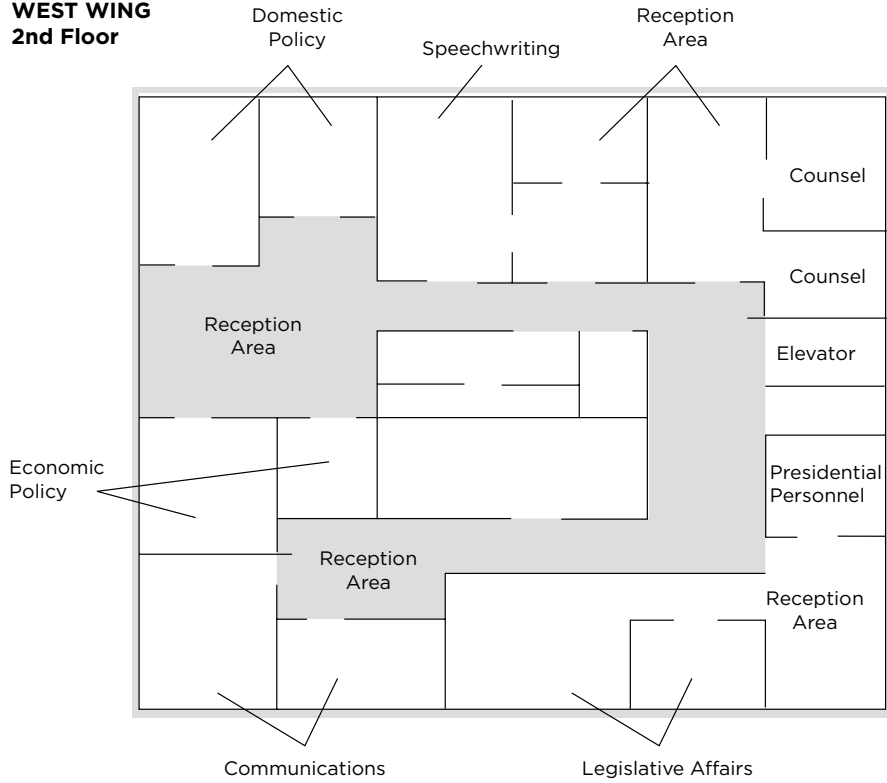 WEST WING
2nd Floor
Domestic
Policy
Speechwriting
Reception
Area
Counsel
Counsel
Reception
Area
Elevator
Economic
Policy
Presidential
Personnel
Reception
Area
Reception
Area
Communications
Legislative Affairs